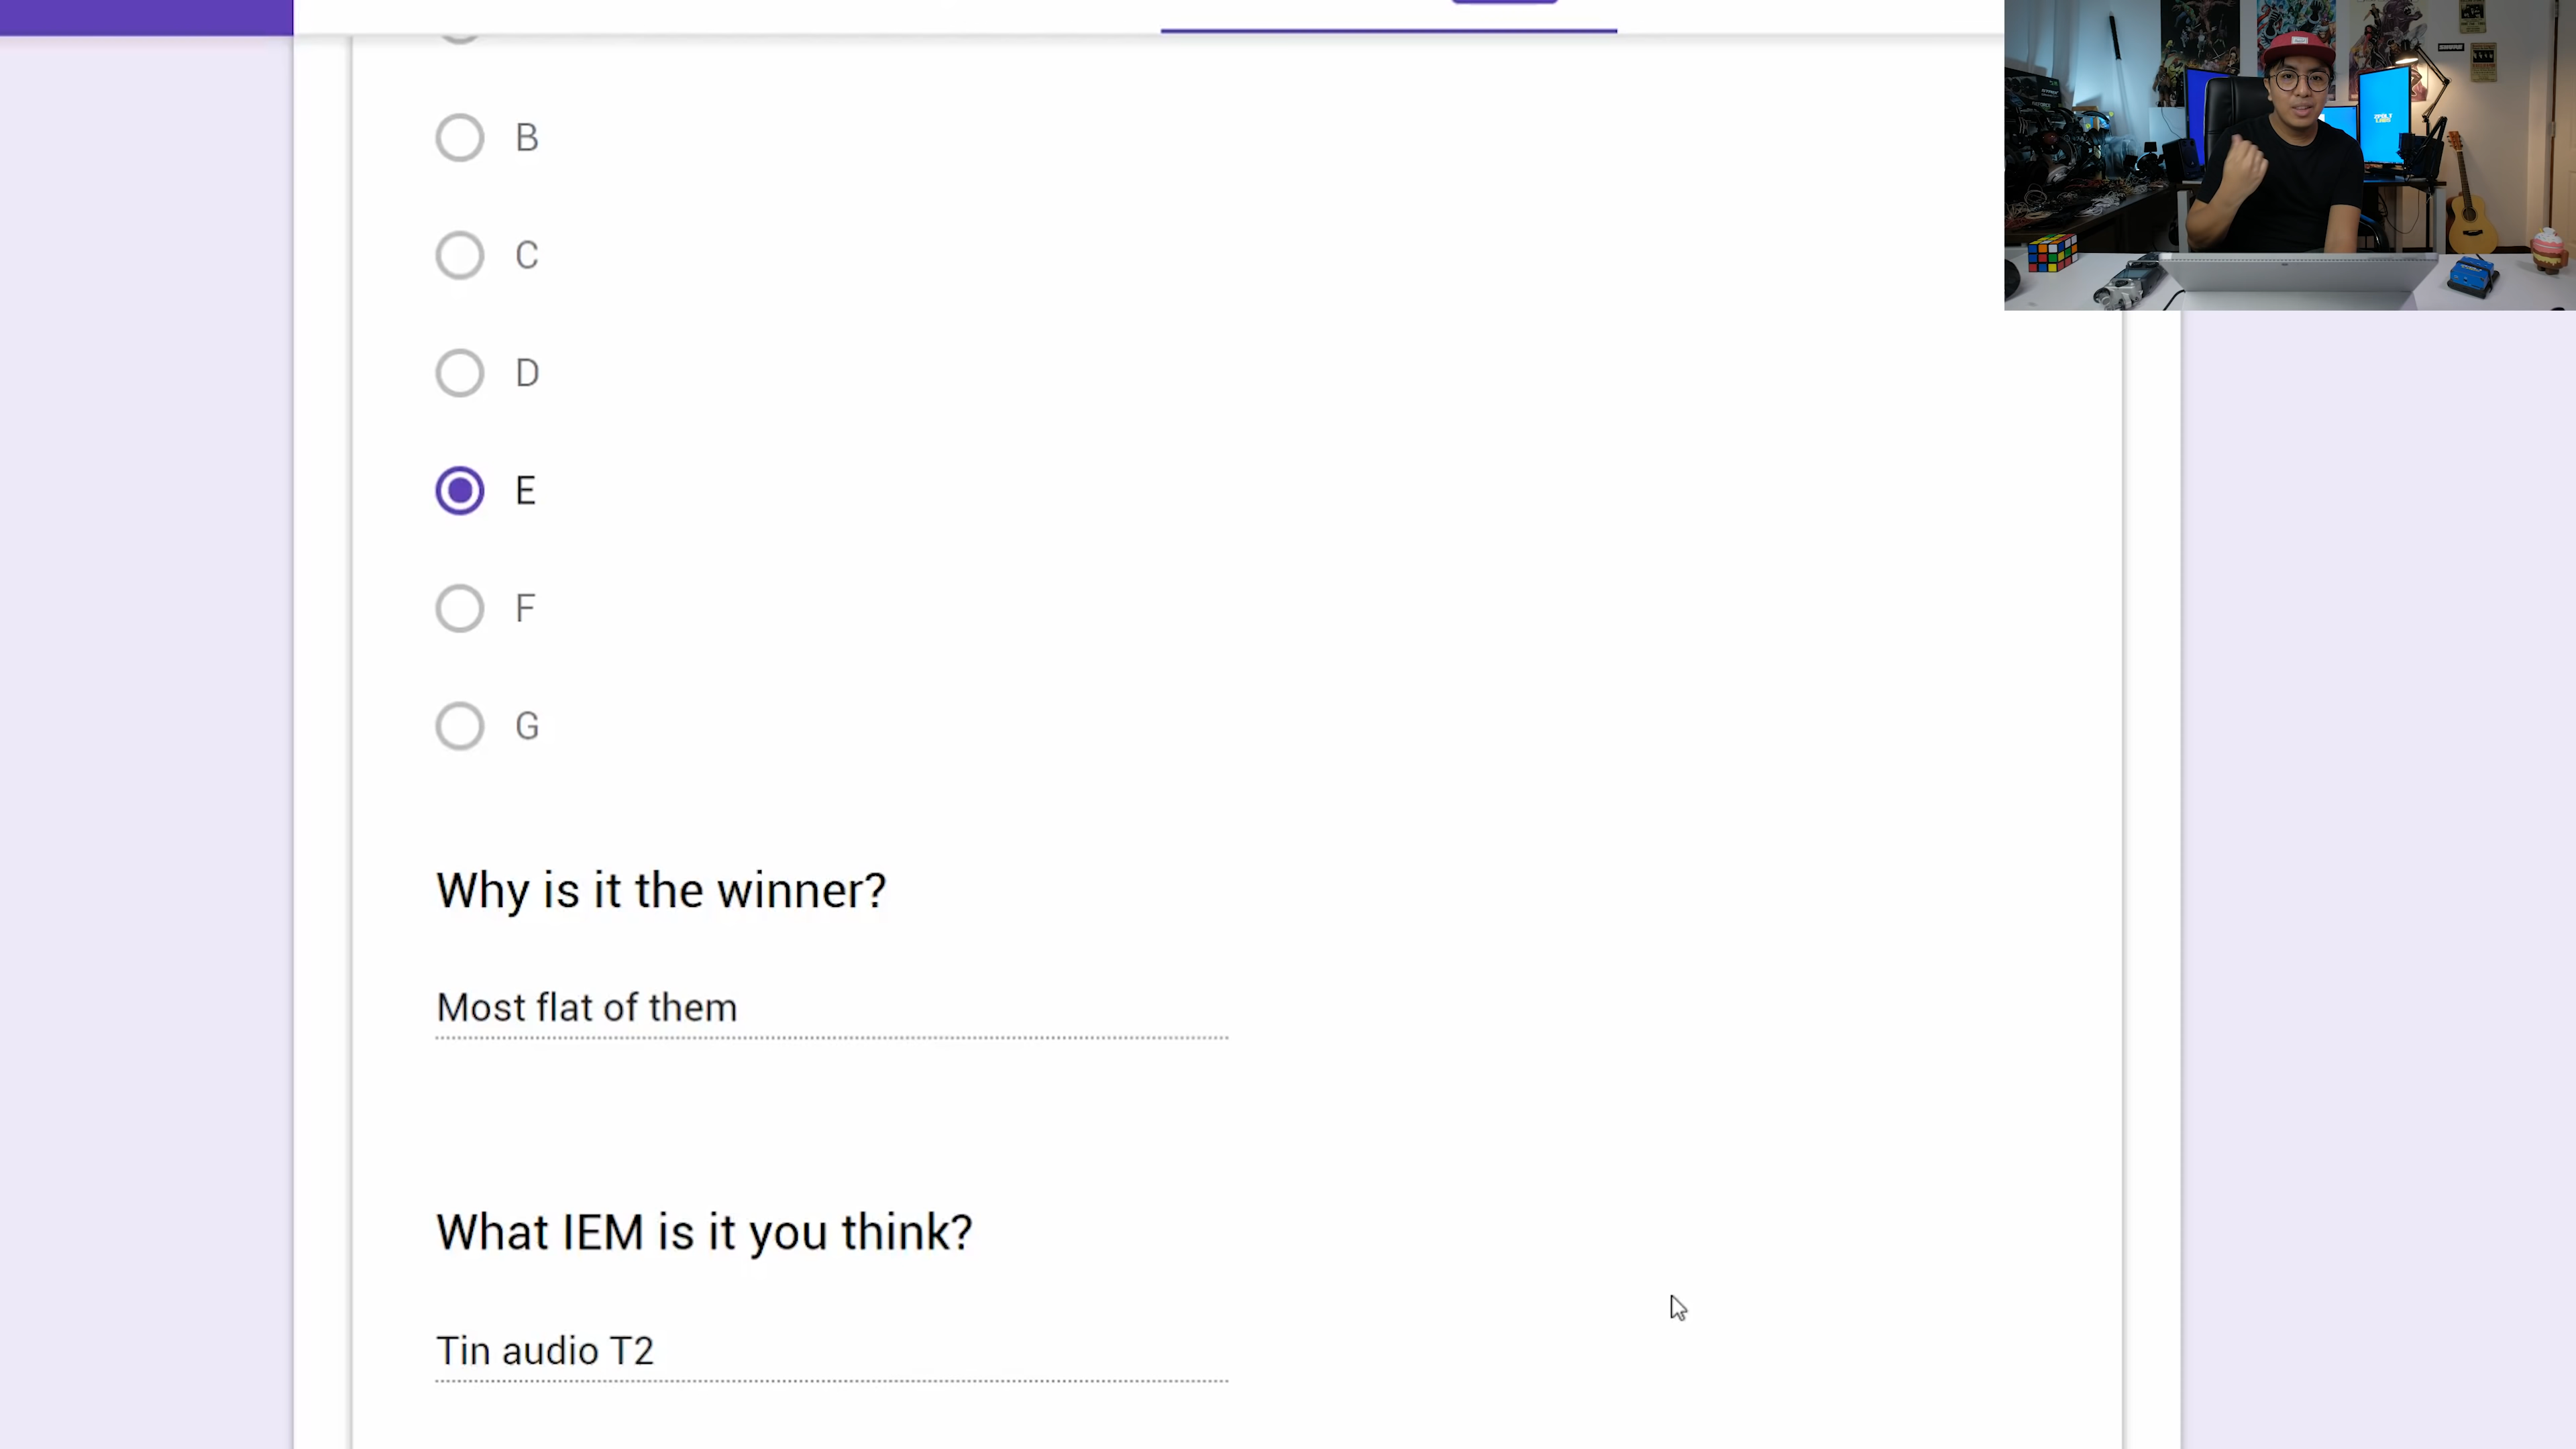 B
C
D
E
F
G
Why is it the winner?
Most flat of them
What IEM is it you think?
Tin audio T2